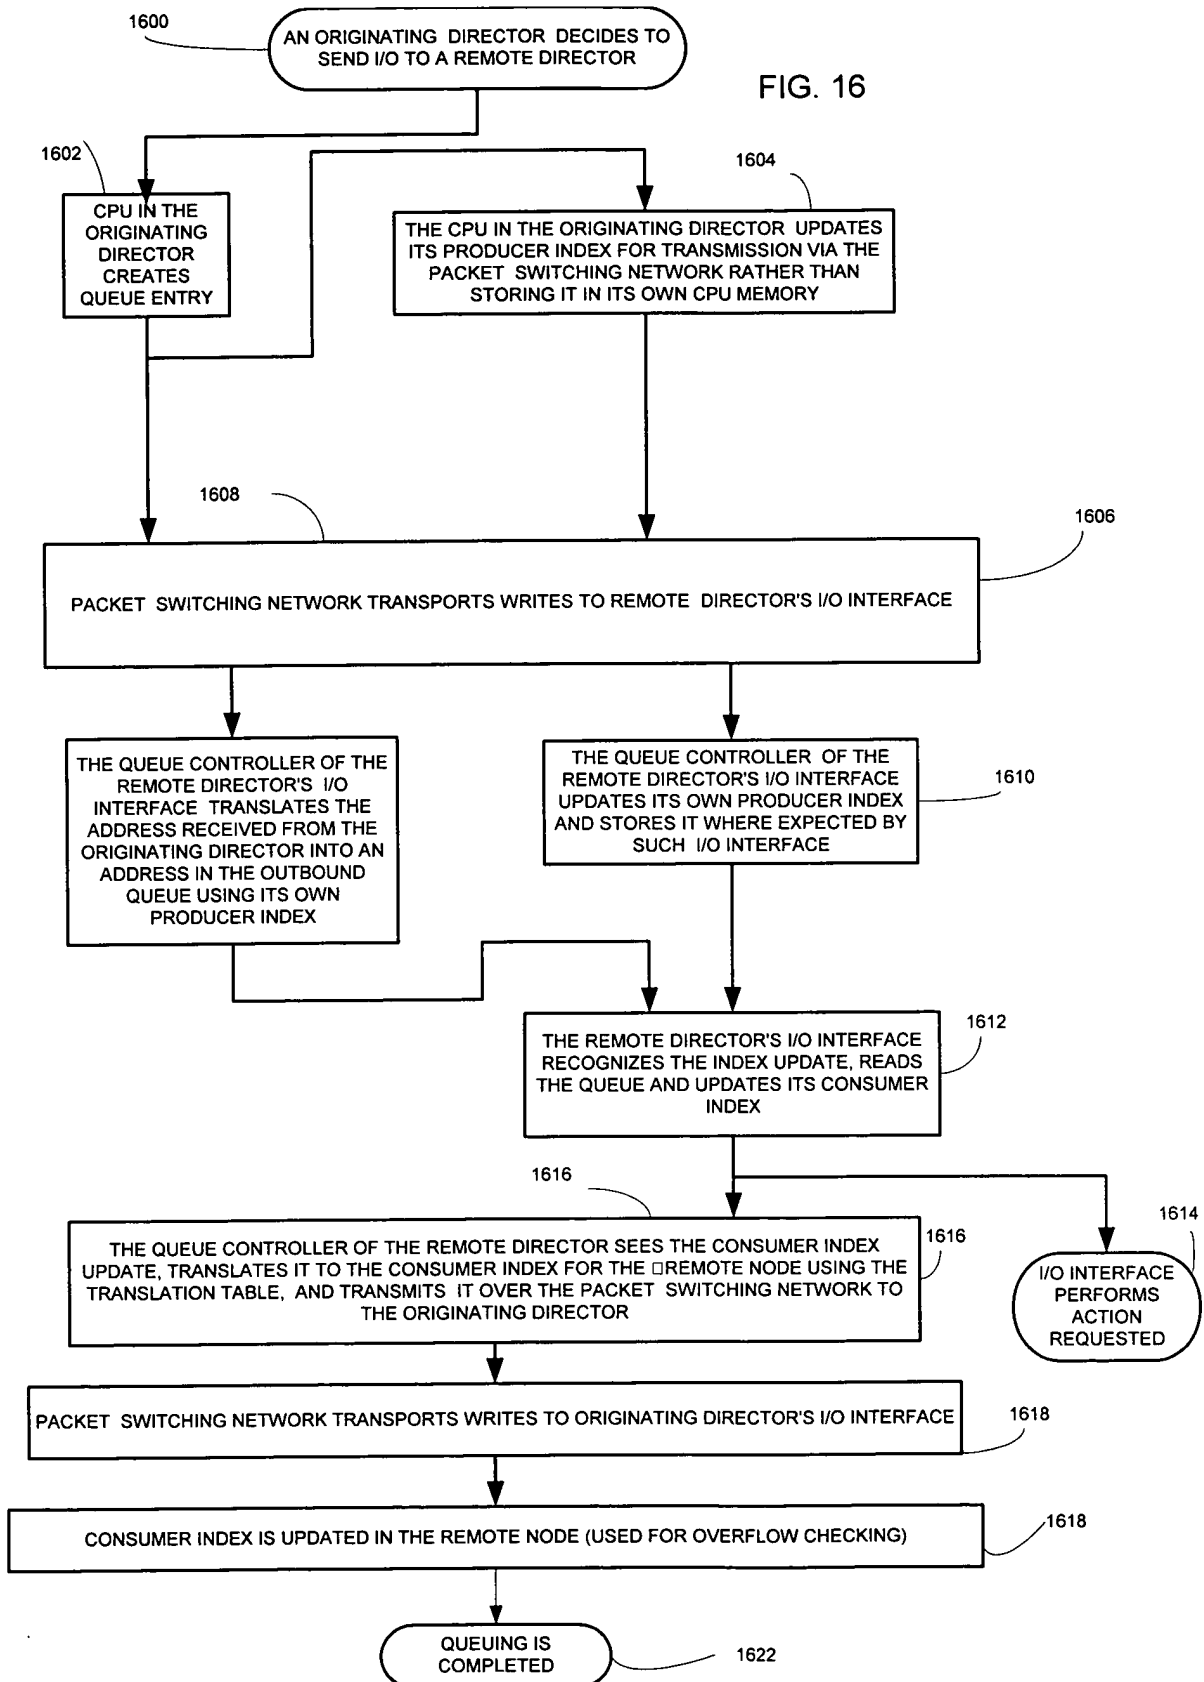 1600
AN ORIGINATING DIRECTOR DECIDES TO
SEND I/O TO A REMOTE DIRECTOR
FIG. 16
1602
CPU IN THE
ORIGINATING
DIRECTOR
CREATES
QUEUE ENTRY
1604
THE CPU IN THE ORIGINATING DIRECTOR UPDATES
ITS PRODUCER INDEX FOR TRANSMISSION VIA THE
PACKET SWITCHING NETWORK RATHER THAN
STORING IT IN ITS OWN CPU MEMORY
1608
1606
PACKET SWITCHING NETWORK TRANSPORTS WRITES TO REMOTE DIRECTOR'S I/O INTERFACE
THE QUEUE CONTROLLER OF THE
REMOTE DIRECTOR'S I/O
INTERFACE TRANSLATES THE
ADDRESS RECEIVED FROM THE
ORIGINATING DIRECTOR INTO AN
ADDRESS IN THE OUTBOUND
QUEUE USING ITS OWN
PRODUCER INDEX
THE QUEUE CONTROLLER OF THE
REMOTE DIRECTOR'S I/O INTERFACE
UPDATES ITS OWN PRODUCER INDEX
AND STORES IT WHERE EXPECTED BY
SUCH I/O INTERFACE
1610
THE REMOTE DIRECTOR'S I/O INTERFACE
RECOGNIZES THE INDEX UPDATE, READS
THE QUEUE AND UPDATES ITS CONSUMER
INDEX
1612
1616
THE QUEUE CONTROLLER OF THE REMOTE DIRECTOR SEES THE CONSUMER INDEX
UPDATE, TRANSLATES IT TO THE CONSUMER INDEX FOR THE □REMOTE NODE USING THE
TRANSLATION TABLE, AND TRANSMITS IT OVER THE PACKET SWITCHING NETWORK TO
THE ORIGINATING DIRECTOR
1616
1614
I/O INTERFACE
PERFORMS
ACTION
REQUESTED
PACKET SWITCHING NETWORK TRANSPORTS WRITES TO ORIGINATING DIRECTOR'S I/O INTERFACE
1618
CONSUMER INDEX IS UPDATED IN THE REMOTE NODE (USED FOR OVERFLOW CHECKING)
1618
QUEUING IS
COMPLETED
1622